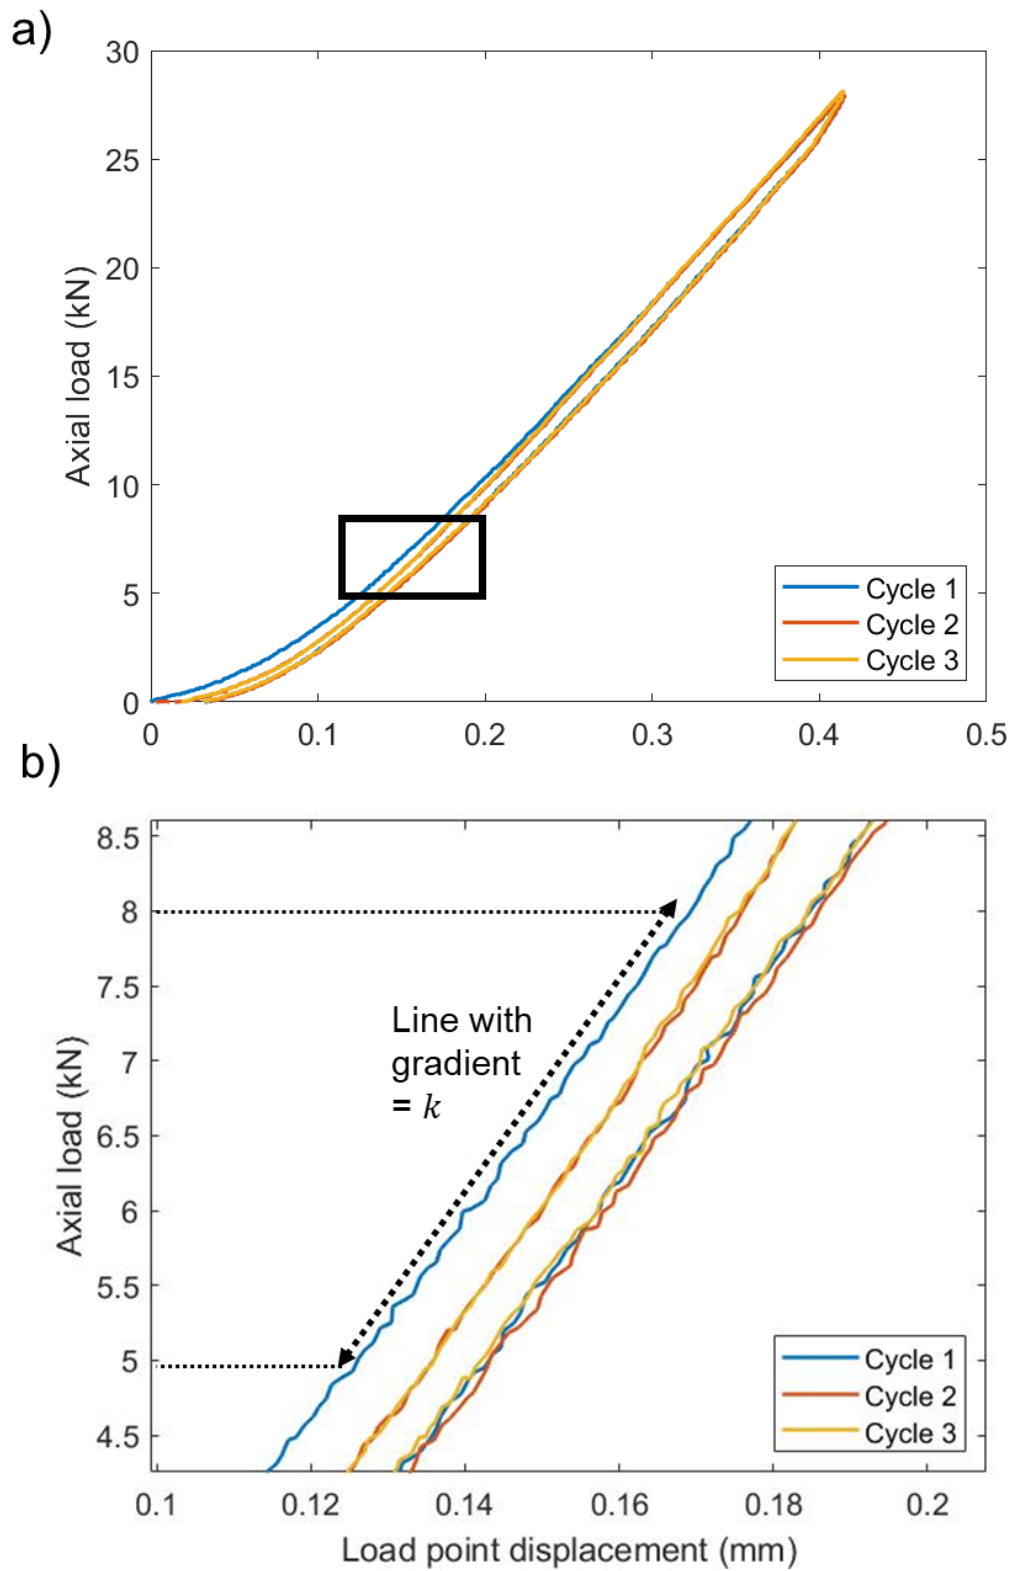 a)
30
25
20
15
10
5
0
Axial load (kN)
Cycle 1
Cycle 2
Cycle 3
0 0.1 0.2 0.3 0.4 0.5
b)
8.5
8
7.5
7
6.5
6
5.5
5
4.5
Axial load (kN)
Line with
gradient
= k
Cycle 1
Cycle 2
Cycle 3
0.1 0.12 0.14 0.16 0.18 0.2
Load point displacement (mm)